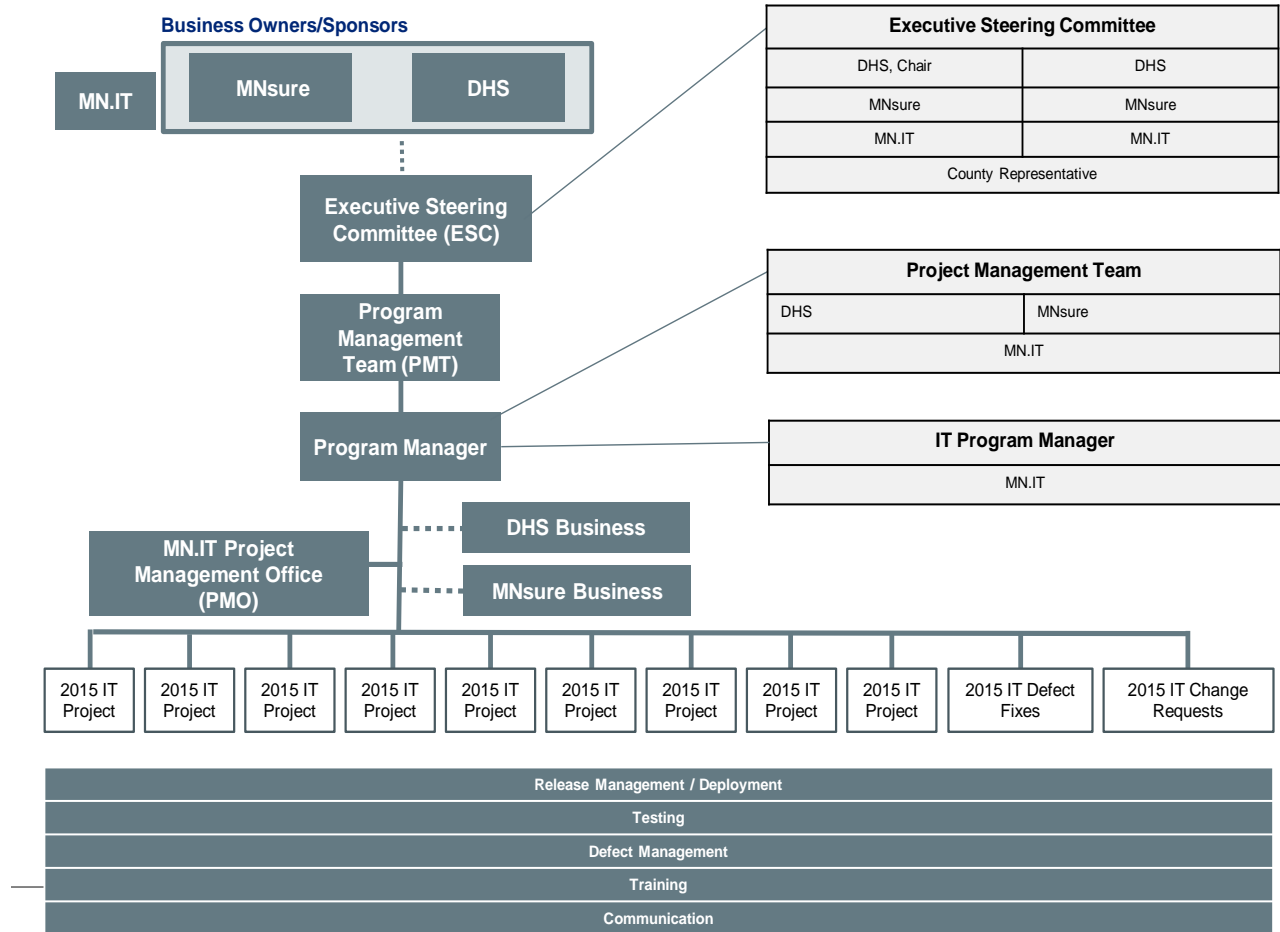 Business Owners/Sponsors
MN.IT
MNsure
DHS
Executive Steering
Committee (ESC)
Program
Management
Team (PMT)
Program Manager
DHS Business
MN.IT Project
Management Office
(PMO)
MNsure Business
Executive Steering Committee
DHS, Chair
DHS
MNsure
MNsure
MN.IT
MN.IT
County Representative
Project Management Team
DHS
MNsure
MN.IT
IT Program Manager
MN.IT
2015 IT
Project
2015 IT
Project
2015 IT
Project
2015 IT
Project
2015 IT
Project
2015 IT
Project
2015 IT
Project
2015 IT
Project
2015 IT
Project
2015 IT Defect
Fixes
2015 IT Change
Requests
Release Management / Deployment
Testing
Defect Management
Training
Communication